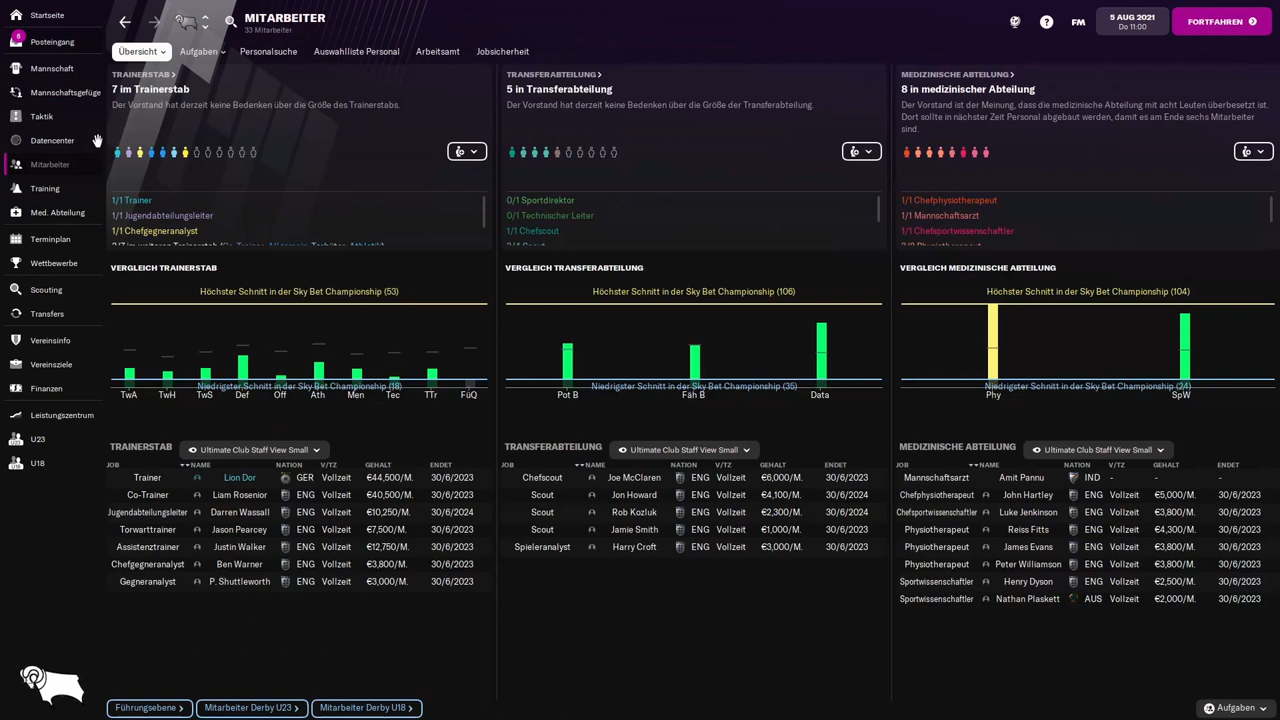 Startseite
6
Posteingang
Mannschaft
Mannschaftsgefüge
Taktik
Datencenter
Mitarbeiter
Training
Med. Abteilung
Terminplan
Wettbewerbe
Scouting
Transfers
Vereinsinfo
Vereinsziele
Finanzen
Leistungszentrum
U23
U18
MITARBEITER
33 Mitarbeiter
? FM
5 AUG 2021
Do 11:00
FORTFAHREN
Übersicht Aufgaben Personalsuche Auswahlliste Personal Arbeitsamt Jobsicherheit
TRAINERSTAB >
7 im Trainerstab
Der Vorstand hat derzeit keine Bedenken über die Größe des Trainerstabs.
1/1 Trainer
1/1 Jugendabteilungsleiter
1/1 Chefgegneranalyst
TRANSFERABTEILUNG >
5 in Transferabteilung
Der Vorstand hat derzeit keine Bedenken über die Größe der Transferabteilung.
0/1 Sportdirektor
0/1 Technischer Leiter
1/1 Chefscout
MEDIZINISCHE ABTEILUNG >
8 in medizinischer Abteilung
Der Vorstand ist der Meinung, dass die medizinische Abteilung mit acht Leuten überbesetzt ist.
Dort sollte in nächster Zeit Personal abgebaut werden, damit es am Ende sechs Mitarbeiter
sind.
1/1 Chefphysiotherapeut
1/1 Mannschaftsarzt
1/1 Chefsportwissenschaftler
VERGLEICH TRAINERSTAB
Höchster Schnitt in der Sky Bet Championship (53)
Niedrigster Schnitt in der Sky Bet Championship (18)
TwA TwH TwS Def Off Ath Men Tec TTr FüQ
VERGLEICH TRANSFERABTEILUNG
Höchster Schnitt in der Sky Bet Championship (106)
Niedrigster Schnitt in der Sky Bet Championship (35)
Pot B Fäh B Data
VERGLEICH MEDIZINISCHE ABTEILUNG
Höchster Schnitt in der Sky Bet Championship (104)
Niedrigster Schnitt in der Sky Bet Championship (24)
Phy SpW
TRAINERSTAB Ultimate Club Staff View Small
JOB NAME NATION V/TZ GEHALT ENDET
Trainer Lion Dor GER Vollzeit €44,500/M. 30/6/2023
Co-Trainer Liam Rosenior ENG Vollzeit €40,500/M. 30/6/2023
Jugendabteilungsleiter Darren Wassall ENG Vollzeit €10,250/M. 30/6/2024
Torwarttrainer Jason Pearcey ENG Vollzeit €7,500/M. 30/6/2023
Assistenztrainer Justin Walker ENG Vollzeit €12,750/M. 30/6/2023
Chefgegneranalyst Ben Warner ENG Vollzeit €3,800/M. 30/6/2023
Gegneranalyst P. Shuttleworth ENG Vollzeit €3,000/M. 30/6/2023
TRANSFERABTEILUNG Ultimate Club Staff View Small
JOB NAME NATION V/TZ GEHALT ENDET
Chefscout Joe McClaren ENG Vollzeit €6,000/M. 30/6/2023
Scout Jon Howard ENG Vollzeit €4,100/M. 30/6/2024
Scout Rob Kozluk ENG Vollzeit €2,300/M. 30/6/2024
Scout Jamie Smith ENG Vollzeit €1,000/M. 30/6/2023
Spieleranalyst Harry Croft ENG Vollzeit €3,000/M. 30/6/2023
MEDIZINISCHE ABTEILUNG Ultimate Club Staff View Small
JOB NAME NATION V/TZ GEHALT ENDET
Mannschaftsarzt Amit Pannu IND - - -
Chefphysiotherapeut John Hartley ENG Vollzeit €5,000/M. 30/6/2023
Chefsportwissenschaftler Luke Jenkinson ENG Vollzeit €3,800/M. 30/6/2023
Physiotherapeut Reiss Fitts ENG Vollzeit €4,300/M. 30/6/2023
Physiotherapeut James Evans ENG Vollzeit €3,800/M. 30/6/2023
Physiotherapeut Peter Williamson ENG Vollzeit €3,800/M. 30/6/2023
Sportwissenschaftler Henry Dyson ENG Vollzeit €2,500/M. 30/6/2023
Sportwissenschaftler Nathan Plaskett AUS Vollzeit €2,000/M. 30/6/2023
Führungsebene > Mitarbeiter Derby U23 > Mitarbeiter Derby U18 >
Aufgaben